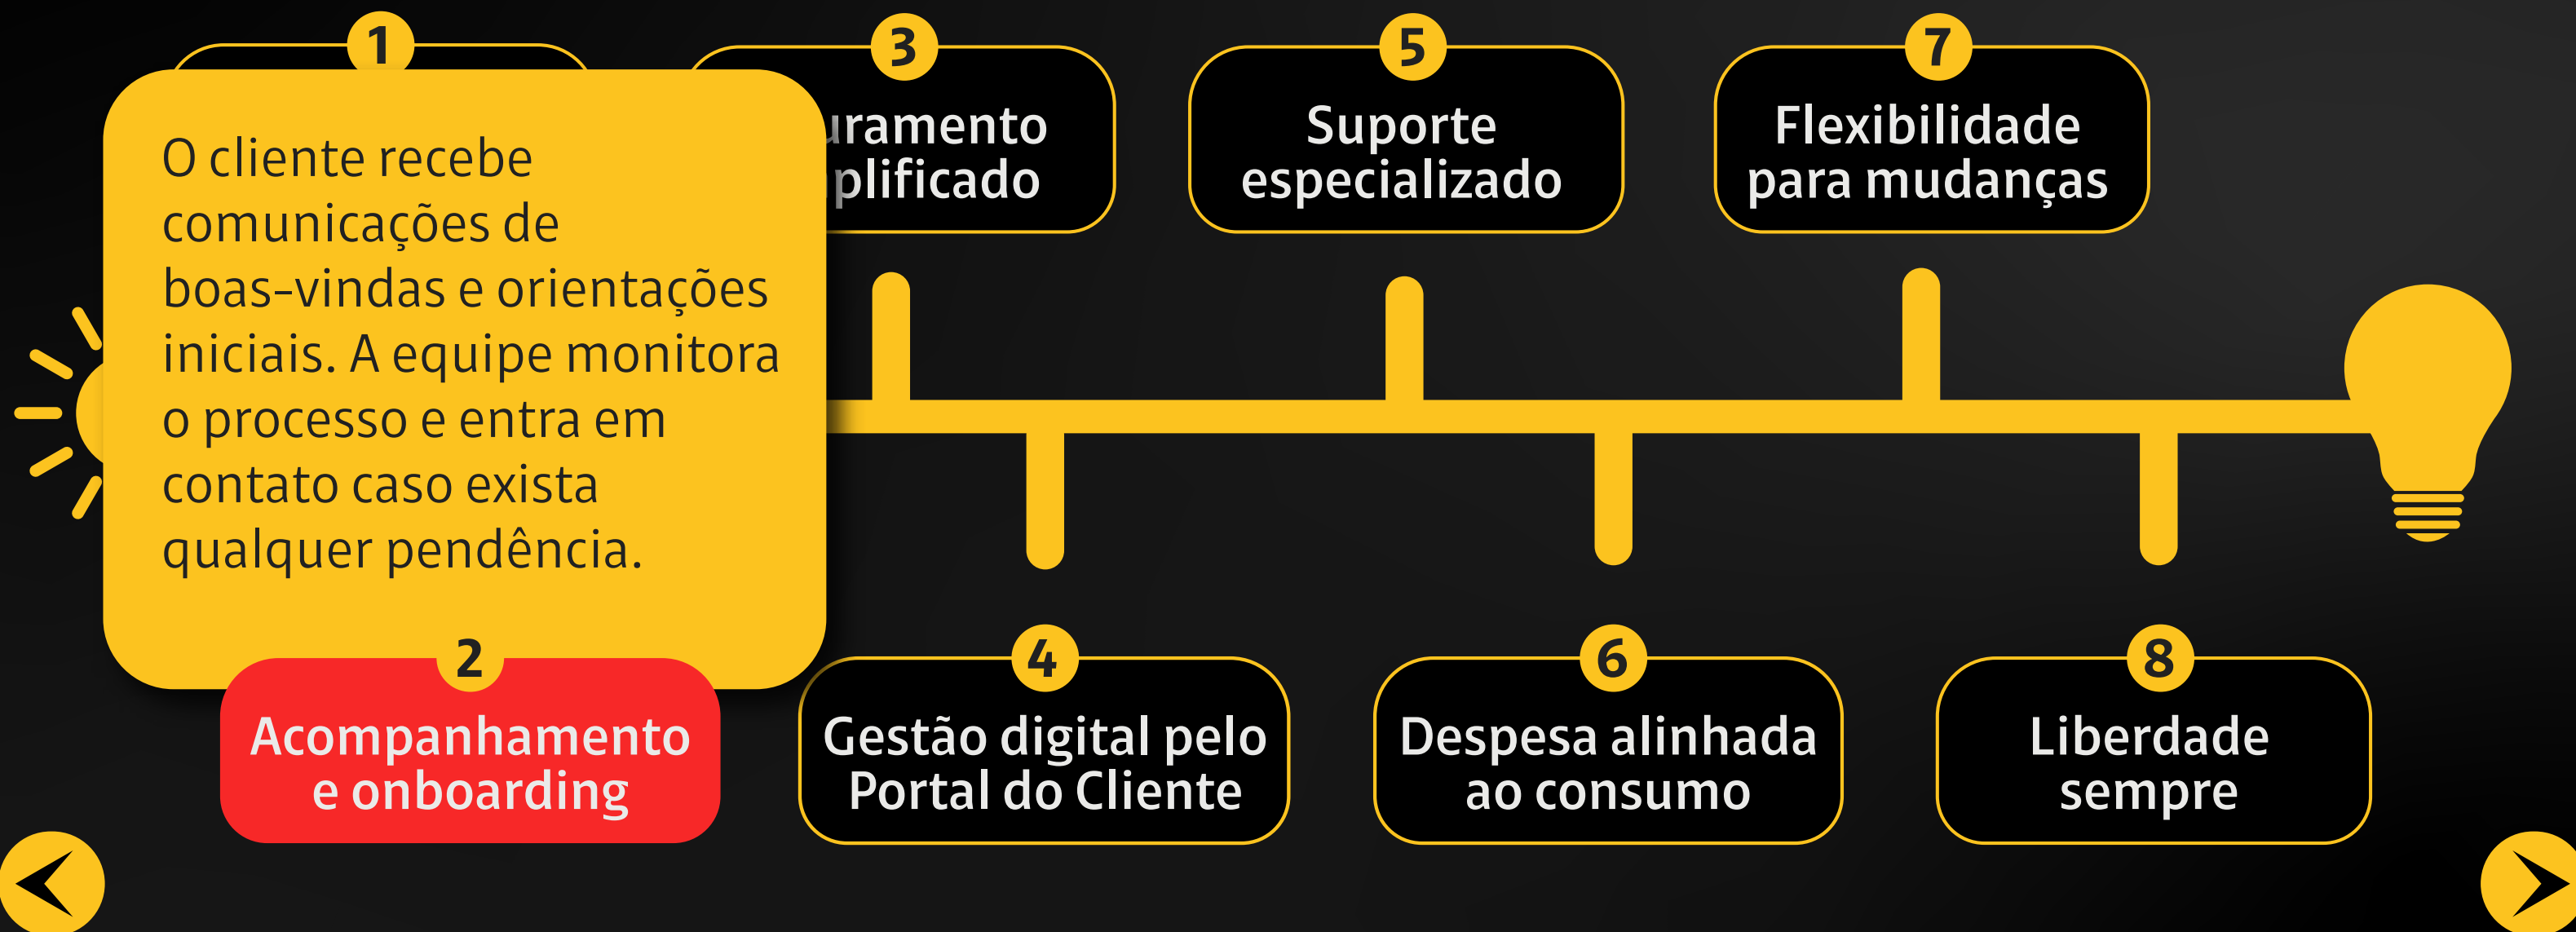 1
O cliente recebe
comunicações de
boas-vindas e orientações
iniciais. A equipe monitora
o processo e entra em
contato caso exista
qualquer pendência.
2
Acompanhamento
e onboarding
3
4
Gestão digital pelo
Portal do Cliente
5
Suporte
especializado
6
Despesa alinhada
ao consumo
7
Flexibilidade
para mudanças
8
Liberdade
sempre